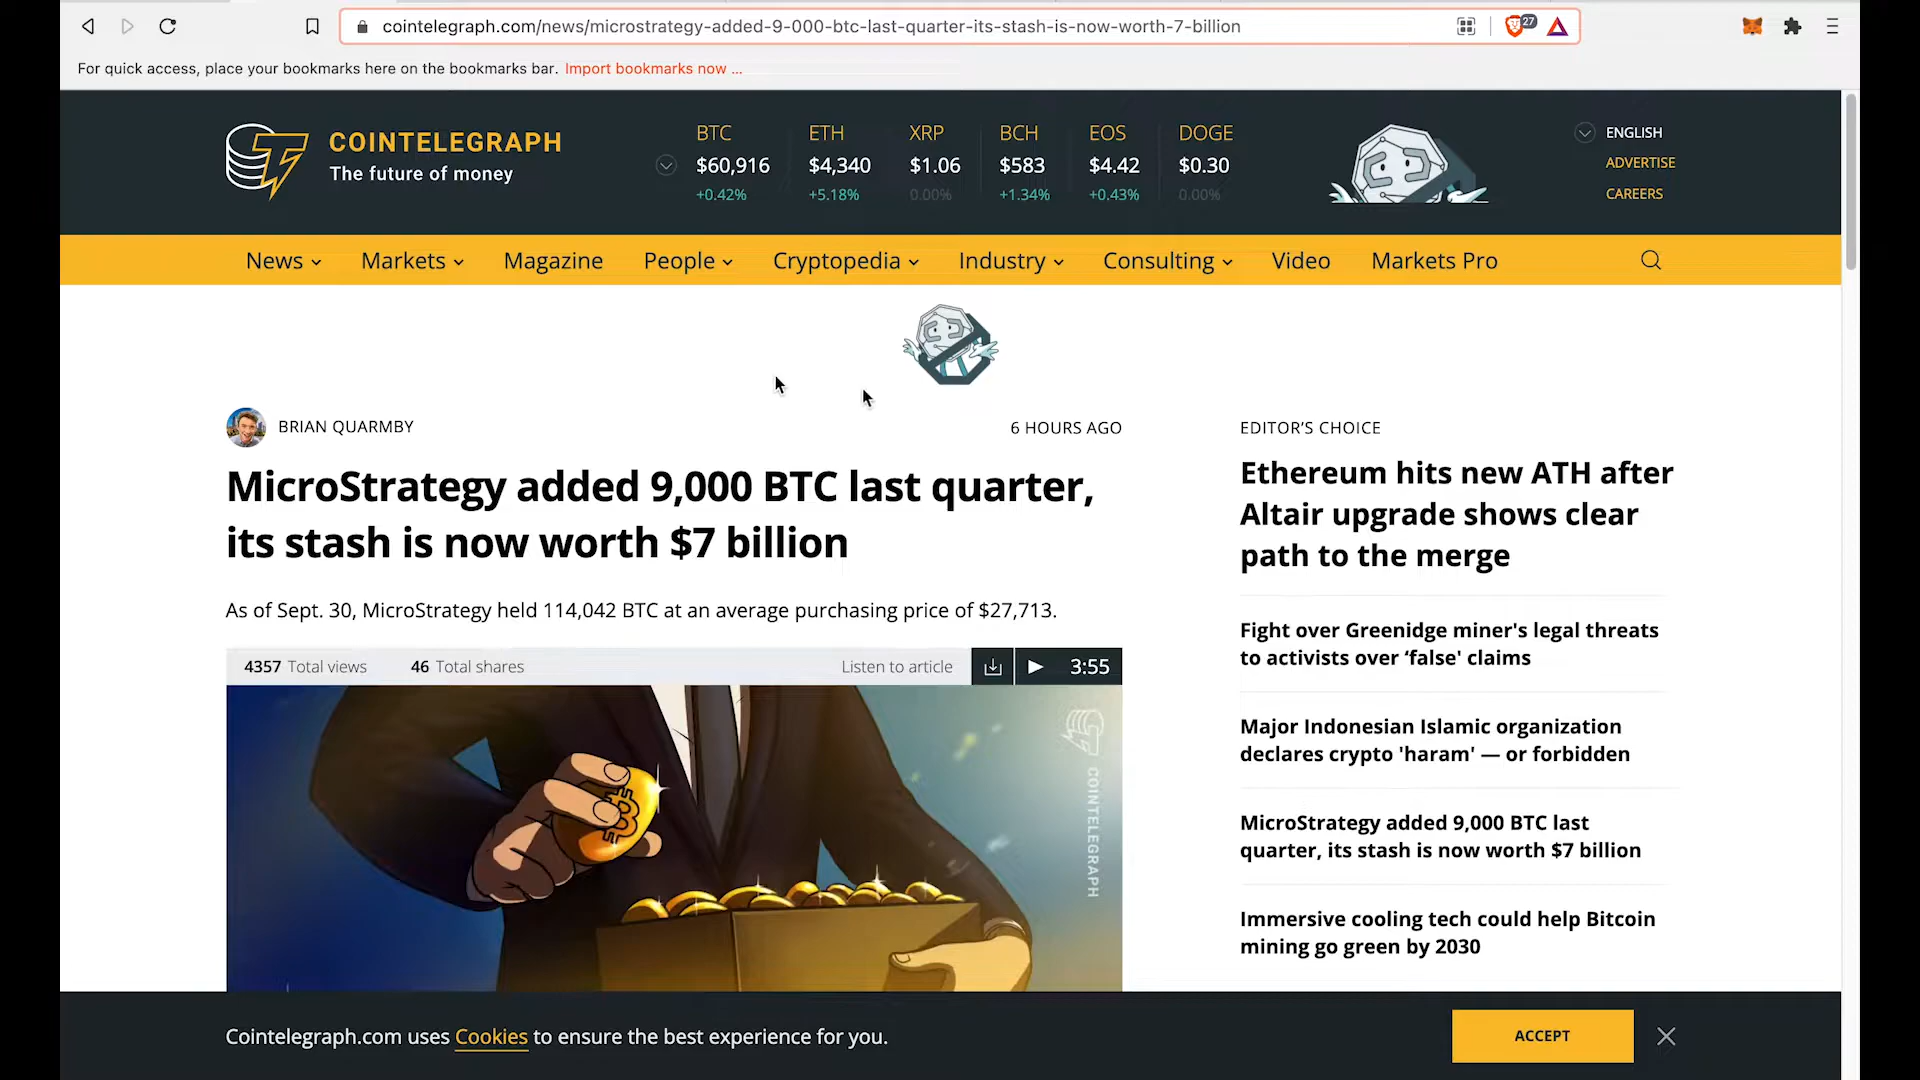 cointelegraph.com/news/microstrategy-added-9-000-btc-last-quarter-its-stash-is-now-worth-7-billion
27
For quick access, place your bookmarks here on the bookmarks bar. Import bookmarks now ...
COINTELEGRAPH
The future of money
BTC ETH XRP BCH EOS DOGE
$60,916 $4,340 $1.06 $583 $4.42 $0.30
+0.42% +5.18% 0.00% +1.34% +0.43% 0.00%
ENGLISH
ADVERTISE
CAREERS
News Markets Magazine People Cryptopedia Industry Consulting Video Markets Pro
BRIAN QUARMBY
6 HOURS AGO
MicroStrategy added 9,000 BTC last quarter,
its stash is now worth $7 billion
As of Sept. 30, MicroStrategy held 114,042 BTC at an average purchasing price of $27,713.
4357 Total views 46 Total shares Listen to article 3:55
COINTELEGRAPH
EDITOR'S CHOICE
Ethereum hits new ATH after
Altair upgrade shows clear
path to the merge
Fight over Greenidge miner's legal threats
to activists over ‘false' claims
Major Indonesian Islamic organization
declares crypto 'haram' — or forbidden
MicroStrategy added 9,000 BTC last
quarter, its stash is now worth $7 billion
Immersive cooling tech could help Bitcoin
mining go green by 2030
Cointelegraph.com uses Cookies to ensure the best experience for you.
ACCEPT